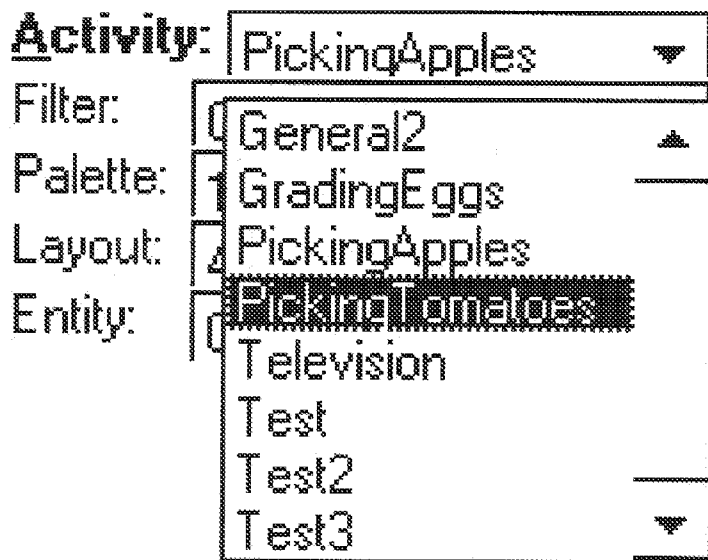 Activity: PickingApples
Filter:
General2
Palette:
GradingEggs
Layout:
PickingApples
PickingTomatoes
Entity:
Television
Test
Test2
Test3